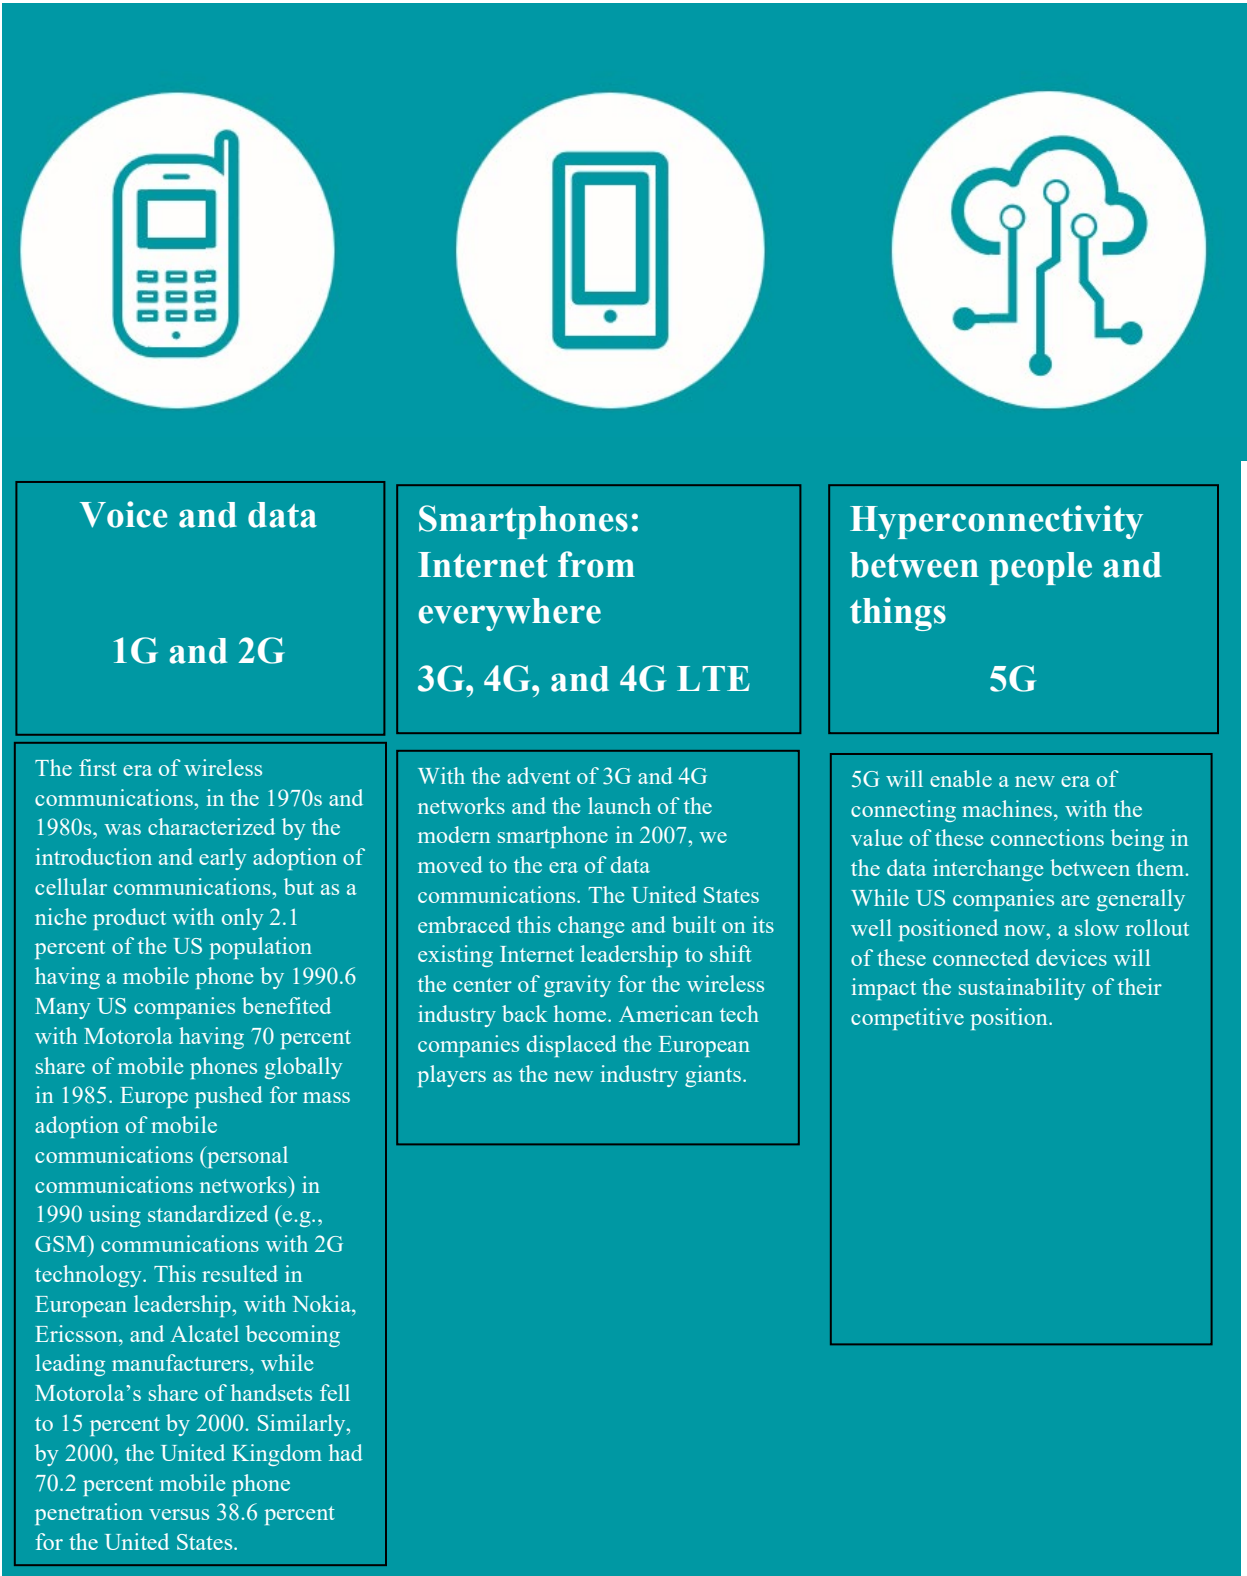 Voice and data
1G and 2G
The first era of wireless
communications, in the 1970s and
1980s, was characterized by the
introduction and early adoption of
cellular communications, but as a
niche product with only 2.1
percent of the US population
having a mobile phone by 1990.6
Many US companies benefited
with Motorola having 70 percent
share of mobile phones globally
in 1985. Europe pushed for mass
adoption of mobile
communications (personal
communications networks) in
1990 using standardized (e.g.,
GSM) communications with 2G
technology. This resulted in
European leadership, with Nokia,
Ericsson, and Alcatel becoming
leading manufacturers, while
Motorola’s share of handsets fell
to 15 percent by 2000. Similarly,
by 2000, the United Kingdom had
70.2 percent mobile phone
penetration versus 38.6 percent
for the United States.
Smartphones:
Internet from
everywhere
3G, 4G, and 4G LTE
With the advent of 3G and 4G
networks and the launch of the
modern smartphone in 2007, we
moved to the era of data
communications. The United States
embraced this change and built on its
existing Internet leadership to shift
the center of gravity for the wireless
industry back home. American tech
companies displaced the European
players as the new industry giants.
Hyperconnectivity
between people and
things
5G
5G will enable a new era of
connecting machines, with the
value of these connections being in
the data interchange between them.
While US companies are generally
well positioned now, a slow rollout
of these connected devices will
impact the sustainability of their
competitive position.